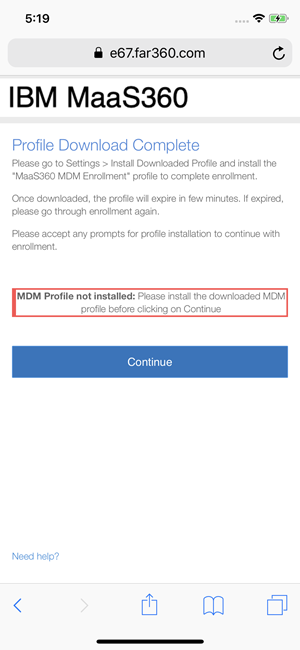 5:19
e67.far360.com
IBM MaaS360
Profile Download Complete
Please go to Settings > Install Downloaded Profile and install the
"MaaS360 MDM Enrollment" profile to complete enrollment.
Once downloaded, the profile will expire in few minutes. If expired,
please go through enrollment again.
Please accept any prompts for profile installation to continue with
enrollment.
MDM Profile not installed: Please install the downloaded MDM
profile before clicking on Continue
Continue
Need help?